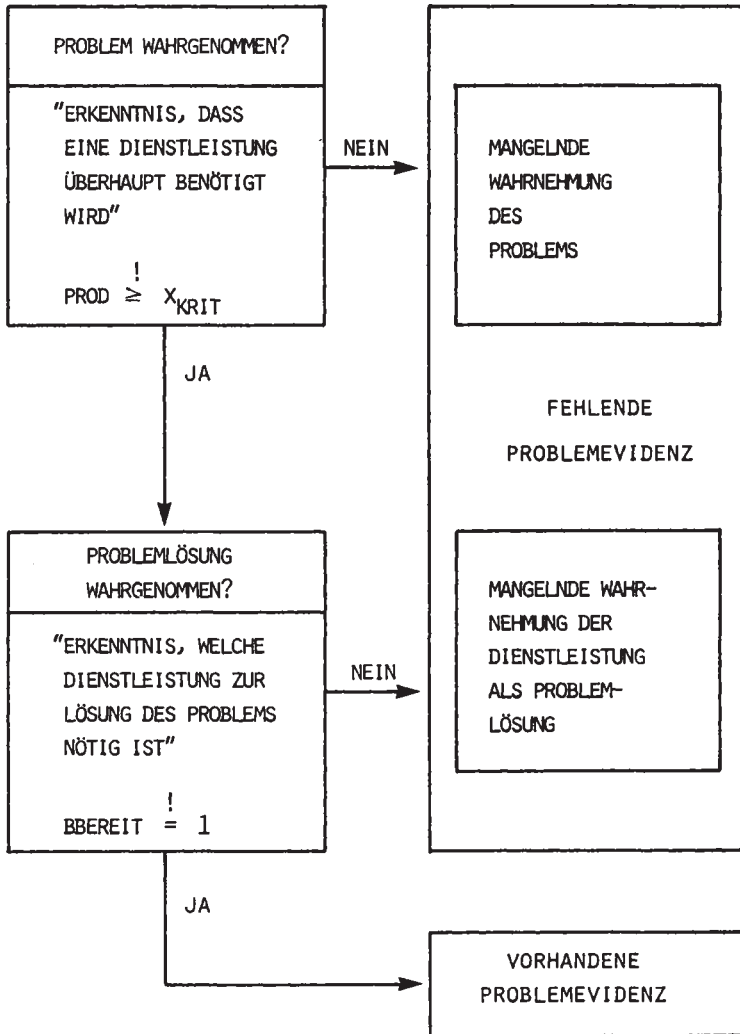 PROBLEM WAHRGENOMMEN?
"ERKENNTNIS, DASS
EINE DIENSTLEISTUNG
ÜBERHAUPT BENÖTIGT
WIRD"
!
PROD ≥ X_KRIT
NEIN
MANGELNDE
WAHRNEHMUNG
DES
PROBLEMS
JA
FEHLENDE
PROBLEMEVIDENZ
PROBLEMLÖSUNG
WAHRGENOMMEN?
"ERKENNTNIS, WELCHE
DIENSTLEISTUNG ZUR
LÖSUNG DES PROBLEMS
NÖTIG IST"
!
BBEREIT = 1
NEIN
MANGELNDE WAHR-
NEHMUNG DER
DIENSTLEISTUNG
ALS PROBLEM-
LÖSUNG
JA
VORHANDENE
PROBLEMEVIDENZ